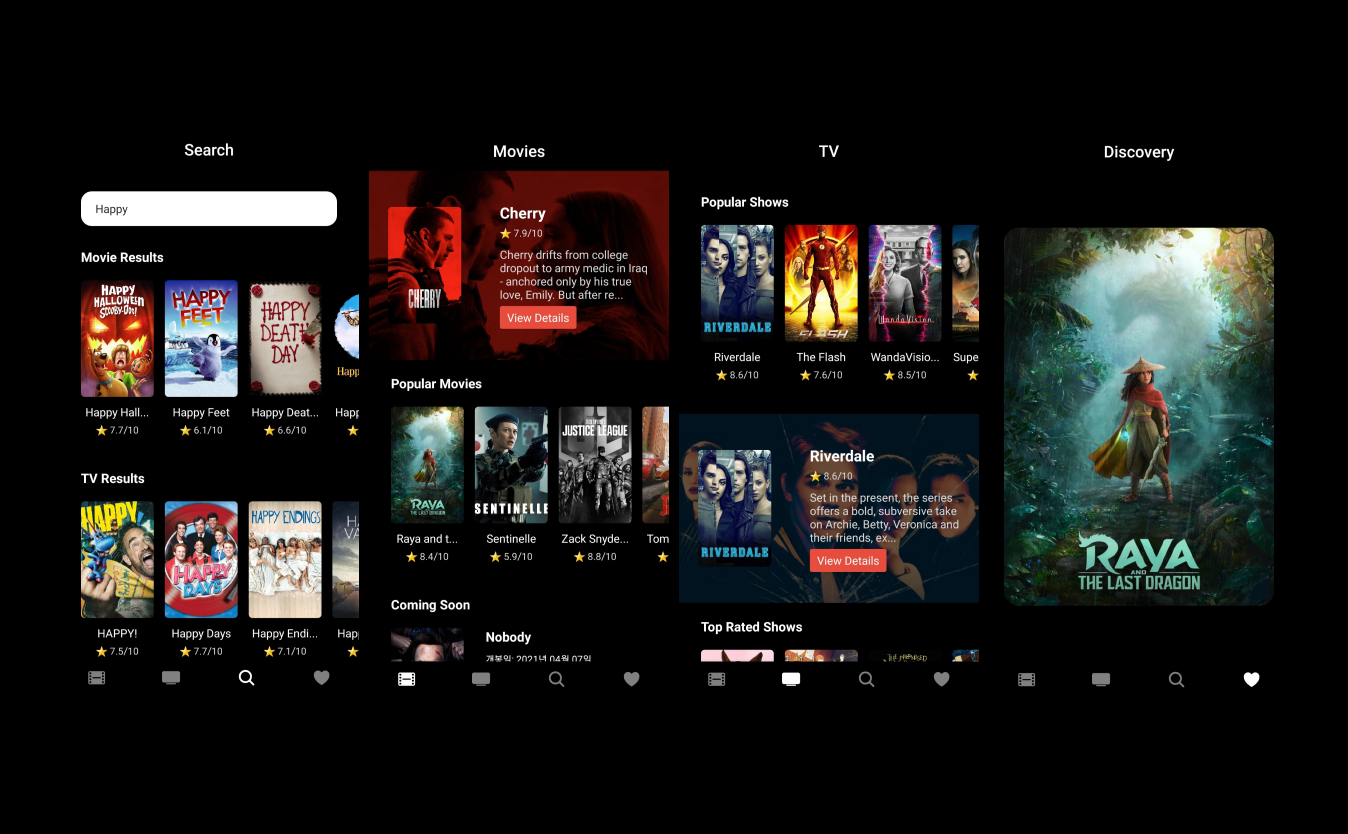 Search
Happy
Movie Results
HAPPY
HALLOWEEN
SCOOBY-DOO!
HAPPY
FEET
HAPPY
DEATH
DAY
Happ
Happy Hall...
Happy Feet
Happy Deat...
Happ
7.7/10
6.1/10
6.6/10
TV Results
HAPPY
HAPPY
DAYS
HAPPY ENDINGS
HA
VA
HAPPY!
Happy Days
Happy Endi...
Happ
7.5/10
7.7/10
7.1/10
Movies
CHERRY
Cherry
7.9/10
Cherry drifts from college
dropout to army medic in Iraq
- anchored only by his true
love, Emily. But after re...
View Details
Popular Movies
RAYA
THE LAST DRAGON
SENTINELLE
JUSTICE LEAGUE
Raya and t...
Sentinelle
Zack Snyde...
Tom
8.4/10
5.9/10
8.8/10
Coming Soon
Nobody
개봉일: 2021년 04월 07일
TV
Popular Shows
RIVERDALE
FLASH
WandaVision
Riverdale
The Flash
WandaVisio...
Supe
8.6/10
7.6/10
8.5/10
RIVERDALE
Riverdale
8.6/10
Set in the present, the series
offers a bold, subversive take
on Archie, Betty, Veronica and
their friends, ex...
View Details
Top Rated Shows
Discovery
RAYA
AND
THE LAST DRAGON